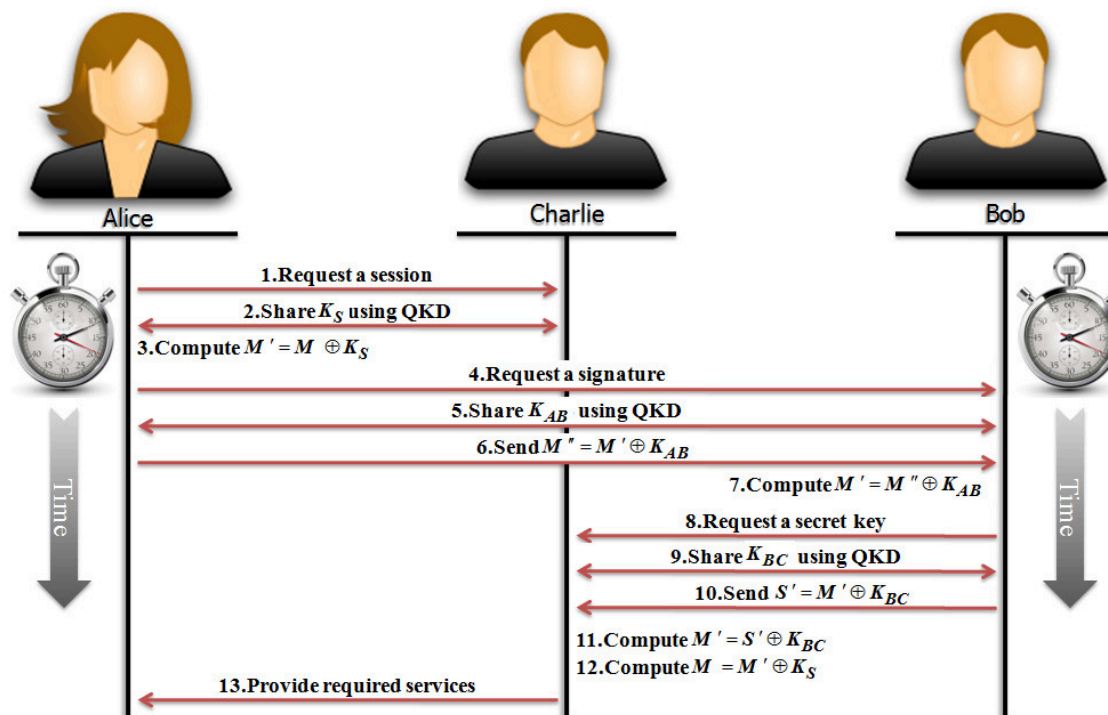 Alice
Charlie
Bob
1.Request a session
2.Share K_S using QKD
3.Compute M' = M ⊕ K_S
4.Request a signature
5.Share K_AB using QKD
6.Send M" = M' ⊕ K_AB
7.Compute M' = M" ⊕ K_AB
8.Request a secret key
9.Share K_BC using QKD
10.Send S' = M' ⊕ K_BC
11.Compute M' = S' ⊕ K_BC
12.Compute M = M' ⊕ K_S
13.Provide required services
Time
Time